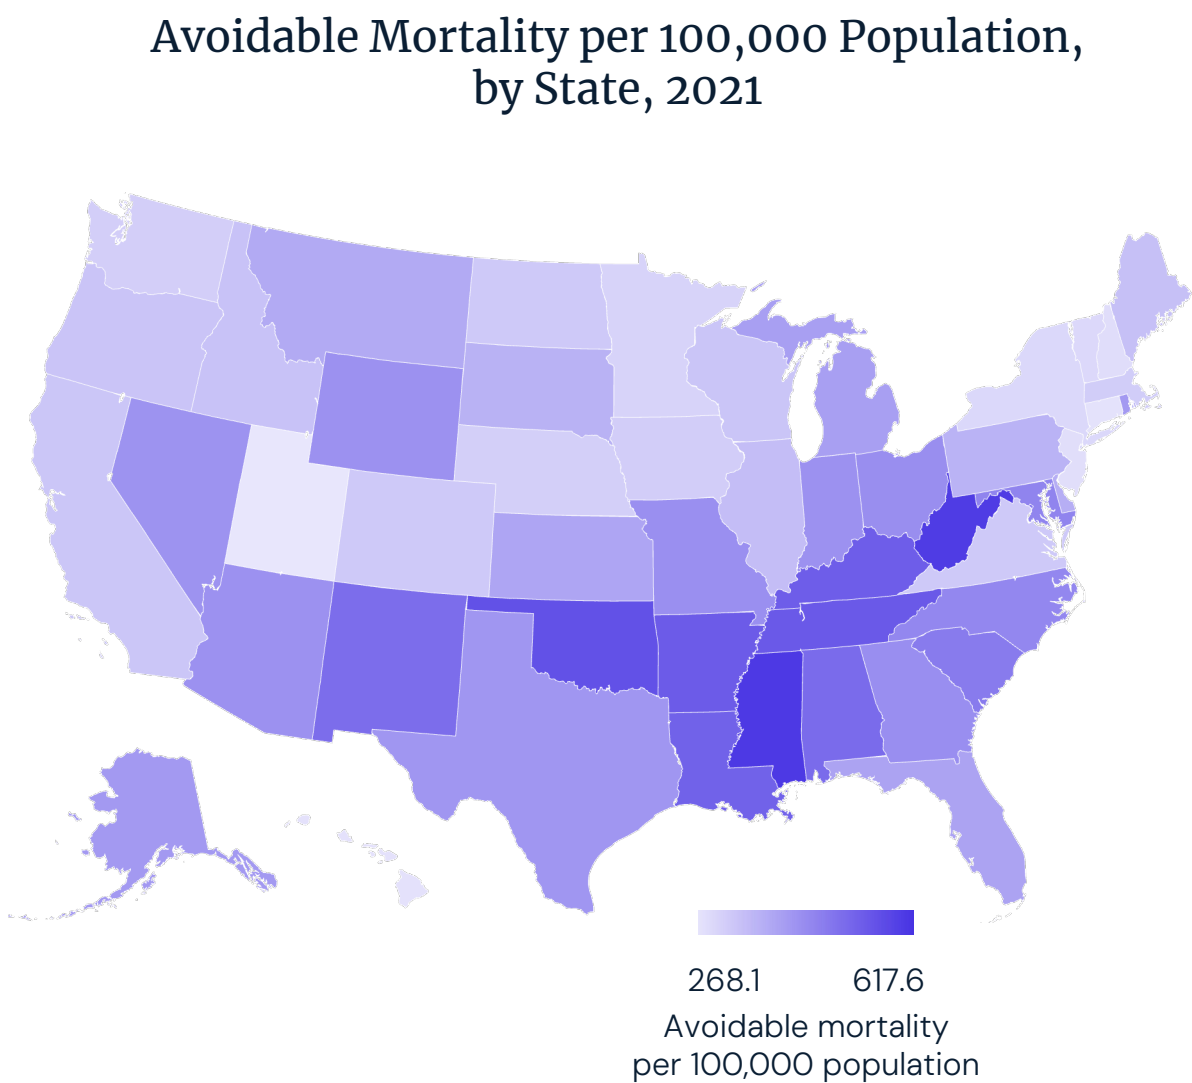 Avoidable Mortality per 100,000 Population,
by State, 2021
268.1 617.6
Avoidable mortality
per 100,000 population